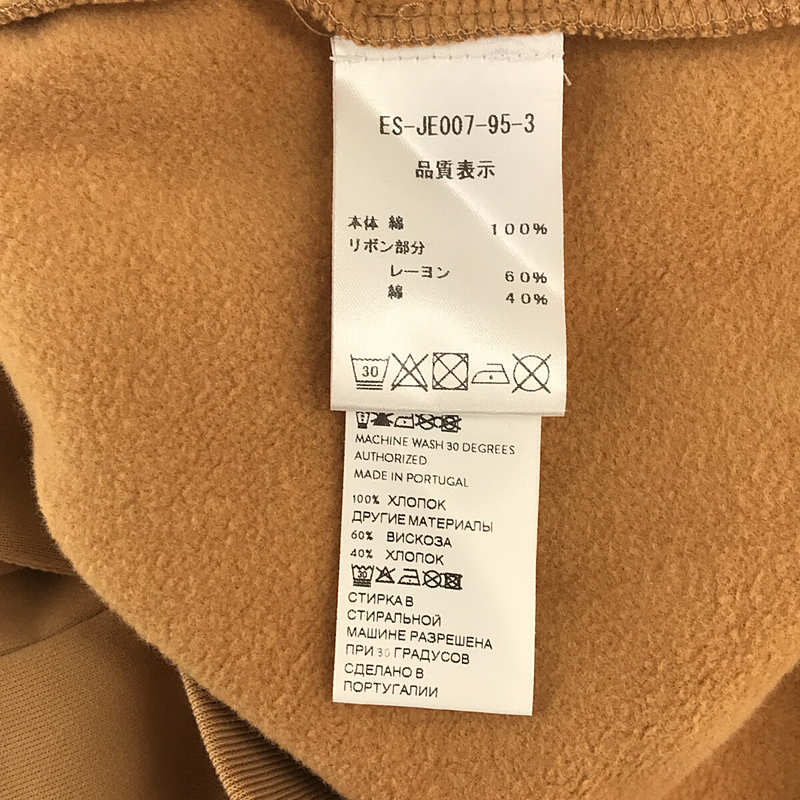 ES-JE007-95-3
品質表示
本体 綿 100%
リボン部分
レーヨン 60%
綿 40%
30
MACHINE WASH 30 DEGREES
AUTHORIZED
MADE IN PORTUGAL
100% ХЛОПОК
ДРУГИЕ МАТЕРИАЛЫ
60% ВИСКОЗА
40% ХЛОПОК
30
СТИРКА В
СТИРАЛЬНОЙ
МАШИНЕ РАЗРЕШЕНА
ПРИ 30 ГРАДУСОВ
СДЕЛАНО В
ПОРТУГАЛИИ